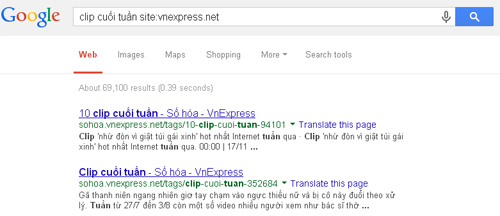 Google clip cuối tuần site:vnexpress.net
Web Images Maps Shopping More Search tools
About 69,100 results (0.39 seconds)
10 clip cuối tuần - Số hóa - VnExpress
sohoa.vnexpress.net/tags/10-clip-cuoi-tuan-94101 Translate this page
Clip 'nhừ đòn vì giật túi gái xinh' hot nhất Internet tuần qua · Clip 'nhừ đòn vì giật túi gái
xinh' hot nhất Internet tuần qua. 00:00 | 17/11 ...
Clip cuối tuần - Số hóa - VnExpress
sohoa.vnexpress.net/tags/clip-cuoi-tuan-352684 Translate this page
Gã thanh niên ngang nhiên giơ tay chạm vào ngực thiếu nữ và bị cô này đuổi theo xử
lý. Tuần từ 27/7 đến 3/8 còn một số video nhiều người xem như bác sĩ thờ ...